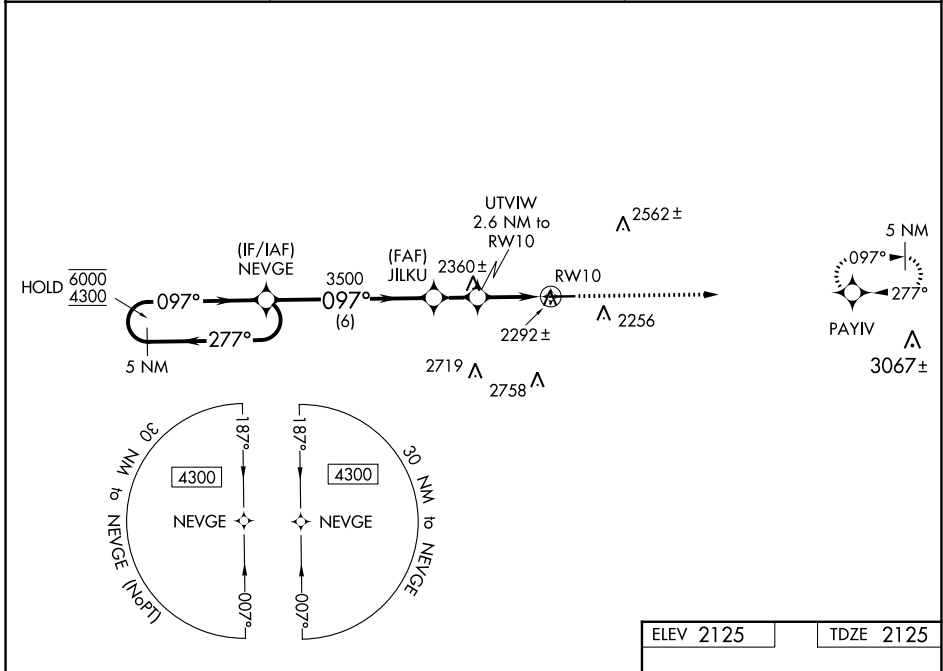 2562 ±
UTVIW
2.6 NM to
RW10
5 NM
097°
277°
PAYIV
3067±
(IF/IAF)
NEVGE
(FAF)
JILKU
2360±
RW10
HOLD 6000
4300
097°
3500
097°
(6)
277°
5 NM
2292 ±
2256
2719
2758
30 NM to NEVGE (NoPT)
187°
4300
NEVGE
007°
187°
4300
NEVGE
007°
30 NM to NEVGE
ELEV 2125
TDZE 2125